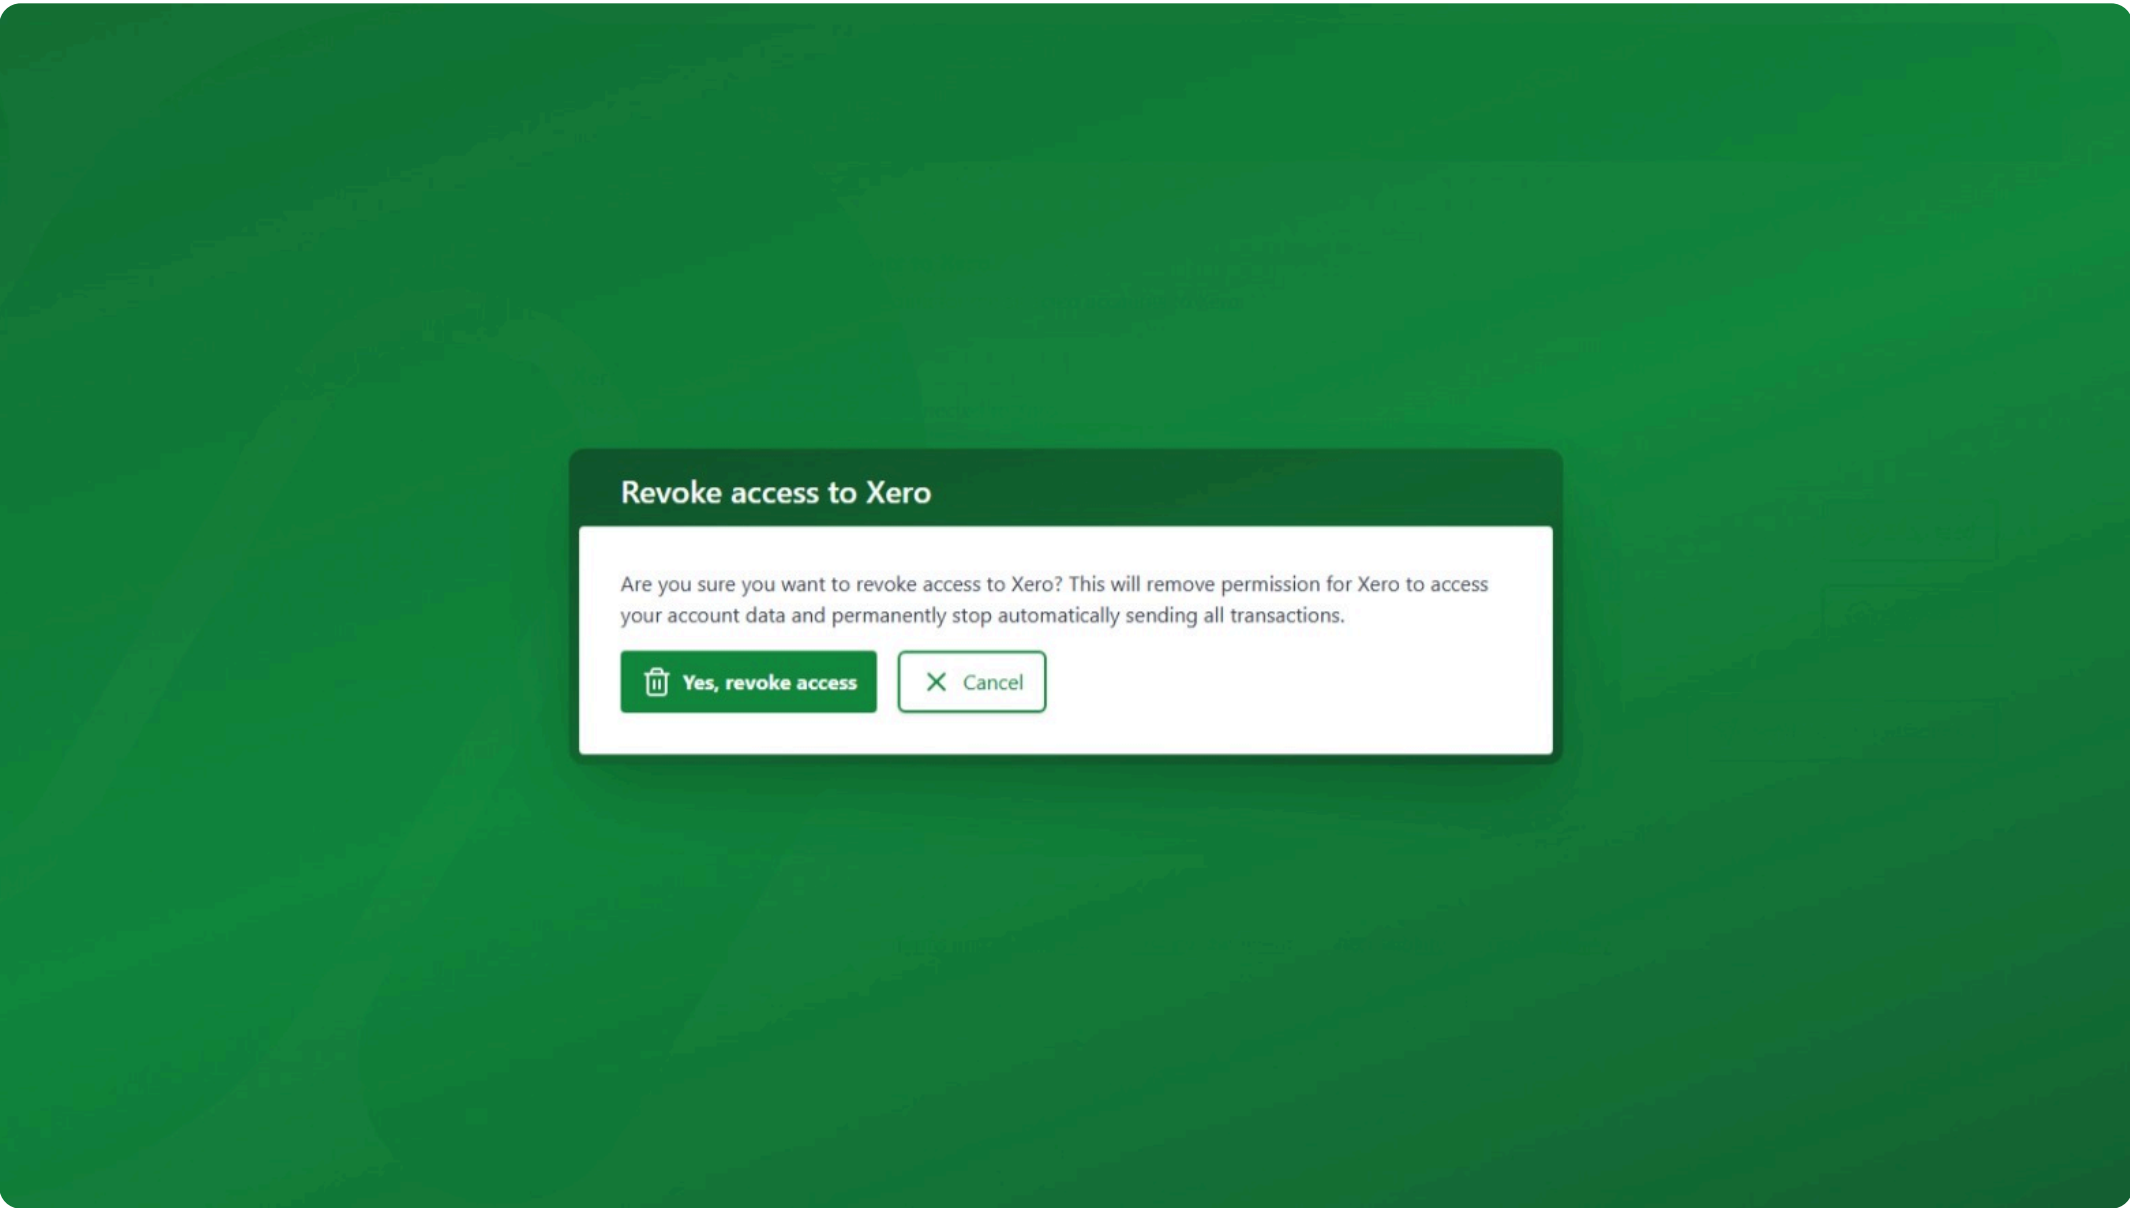 Revoke access to Xero
Are you sure you want to revoke access to Xero? This will remove permission for Xero to access
your account data and permanently stop automatically sending all transactions.
Yes, revoke access
Cancel